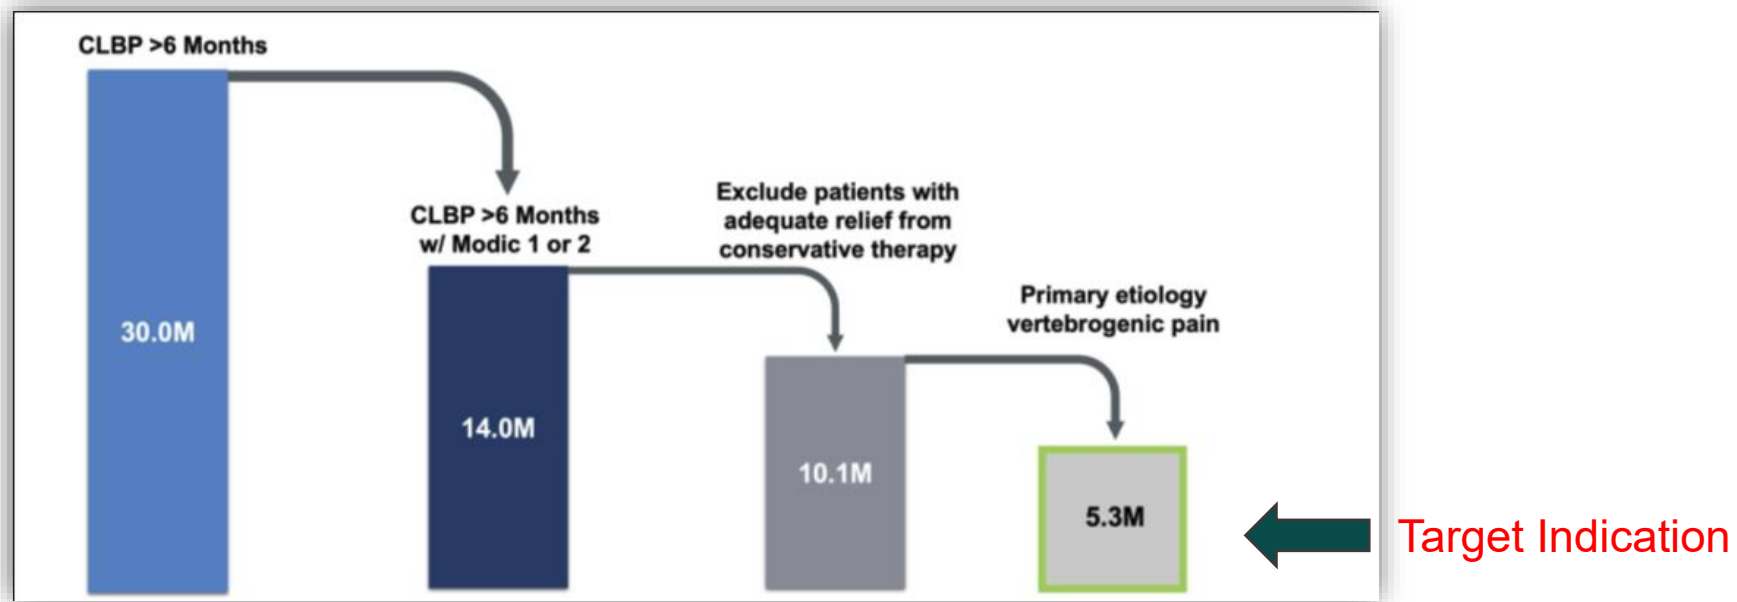 CLBP >6 Months
30.0M
CLBP >6 Months
w/ Modic 1 or 2
14.0M
Exclude patients with
adequate relief from
conservative therapy
10.1M
Primary etiology
vertebrogenic pain
5.3M
Target Indication